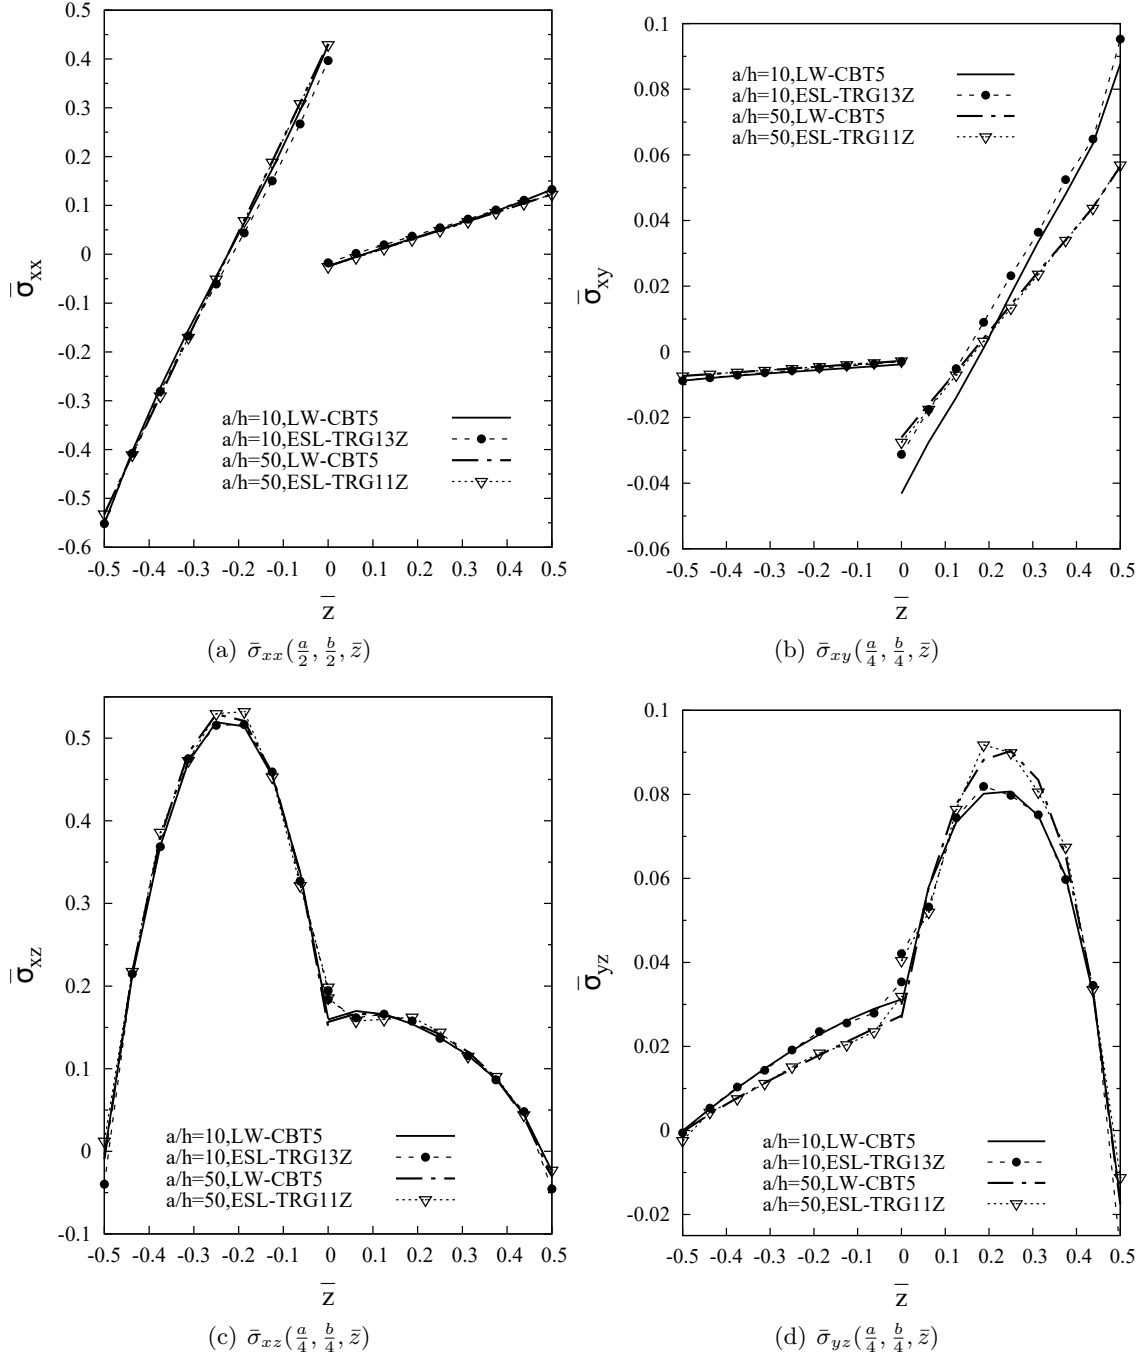 0.5
0.4
0.3
0.2
0.1
0
-0.1
-0.2
-0.3
-0.4
-0.5
-0.6
-0.5 -0.4 -0.3 -0.2 -0.1 0 0.1 0.2 0.3 0.4 0.5
σ̅xx
z̅
a/h=10,LW-CBT5
a/h=10,ESL-TRG13Z
a/h=50,LW-CBT5
a/h=50,ESL-TRG11Z
(a) σ̄xx(a/2, b/2, z̄)
0.1
0.08
0.06
0.04
0.02
0
-0.02
-0.04
-0.06
-0.5 -0.4 -0.3 -0.2 -0.1 0 0.1 0.2 0.3 0.4 0.5
σ̅xy
z̅
a/h=10,LW-CBT5
a/h=10,ESL-TRG13Z
a/h=50,LW-CBT5
a/h=50,ESL-TRG11Z
(b) σ̄xy(a/4, b/4, z̄)
0.5
0.4
0.3
0.2
0.1
0
-0.1
-0.5 -0.4 -0.3 -0.2 -0.1 0 0.1 0.2 0.3 0.4 0.5
σ̅xz
z̅
a/h=10,LW-CBT5
a/h=10,ESL-TRG13Z
a/h=50,LW-CBT5
a/h=50,ESL-TRG11Z
(c) σ̄xz(a/4, b/4, z̄)
0.1
0.08
0.06
0.04
0.02
0
-0.02
-0.5 -0.4 -0.3 -0.2 -0.1 0 0.1 0.2 0.3 0.4 0.5
σ̅yz
z̅
a/h=10,LW-CBT5
a/h=10,ESL-TRG13Z
a/h=50,LW-CBT5
a/h=50,ESL-TRG11Z
(d) σ̄yz(a/4, b/4, z̄)